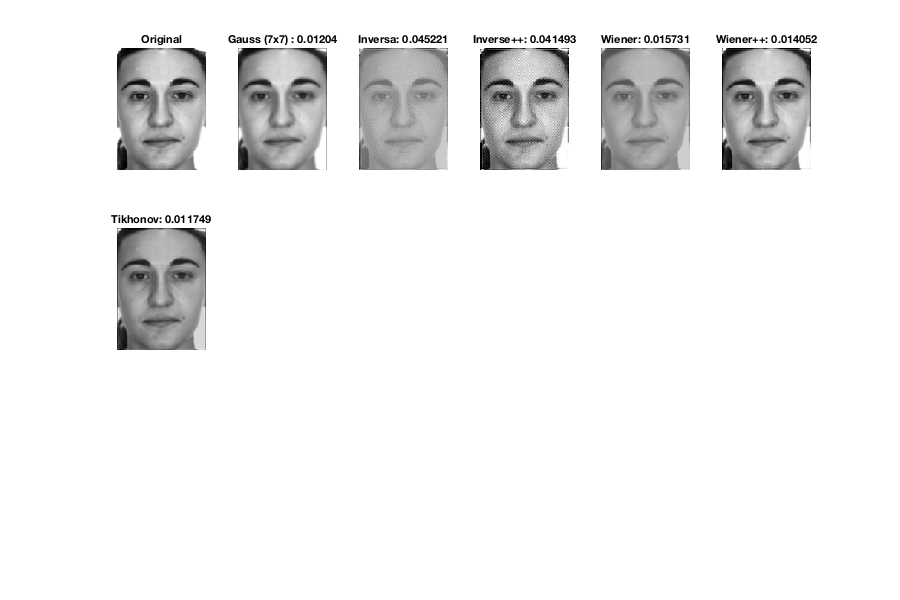 Original
Gauss (7x7) : 0.01204
Inversa: 0.045221
Inverse++: 0.041493
Wiener: 0.015731
Wiener++: 0.014052
Tikhonov: 0.011749